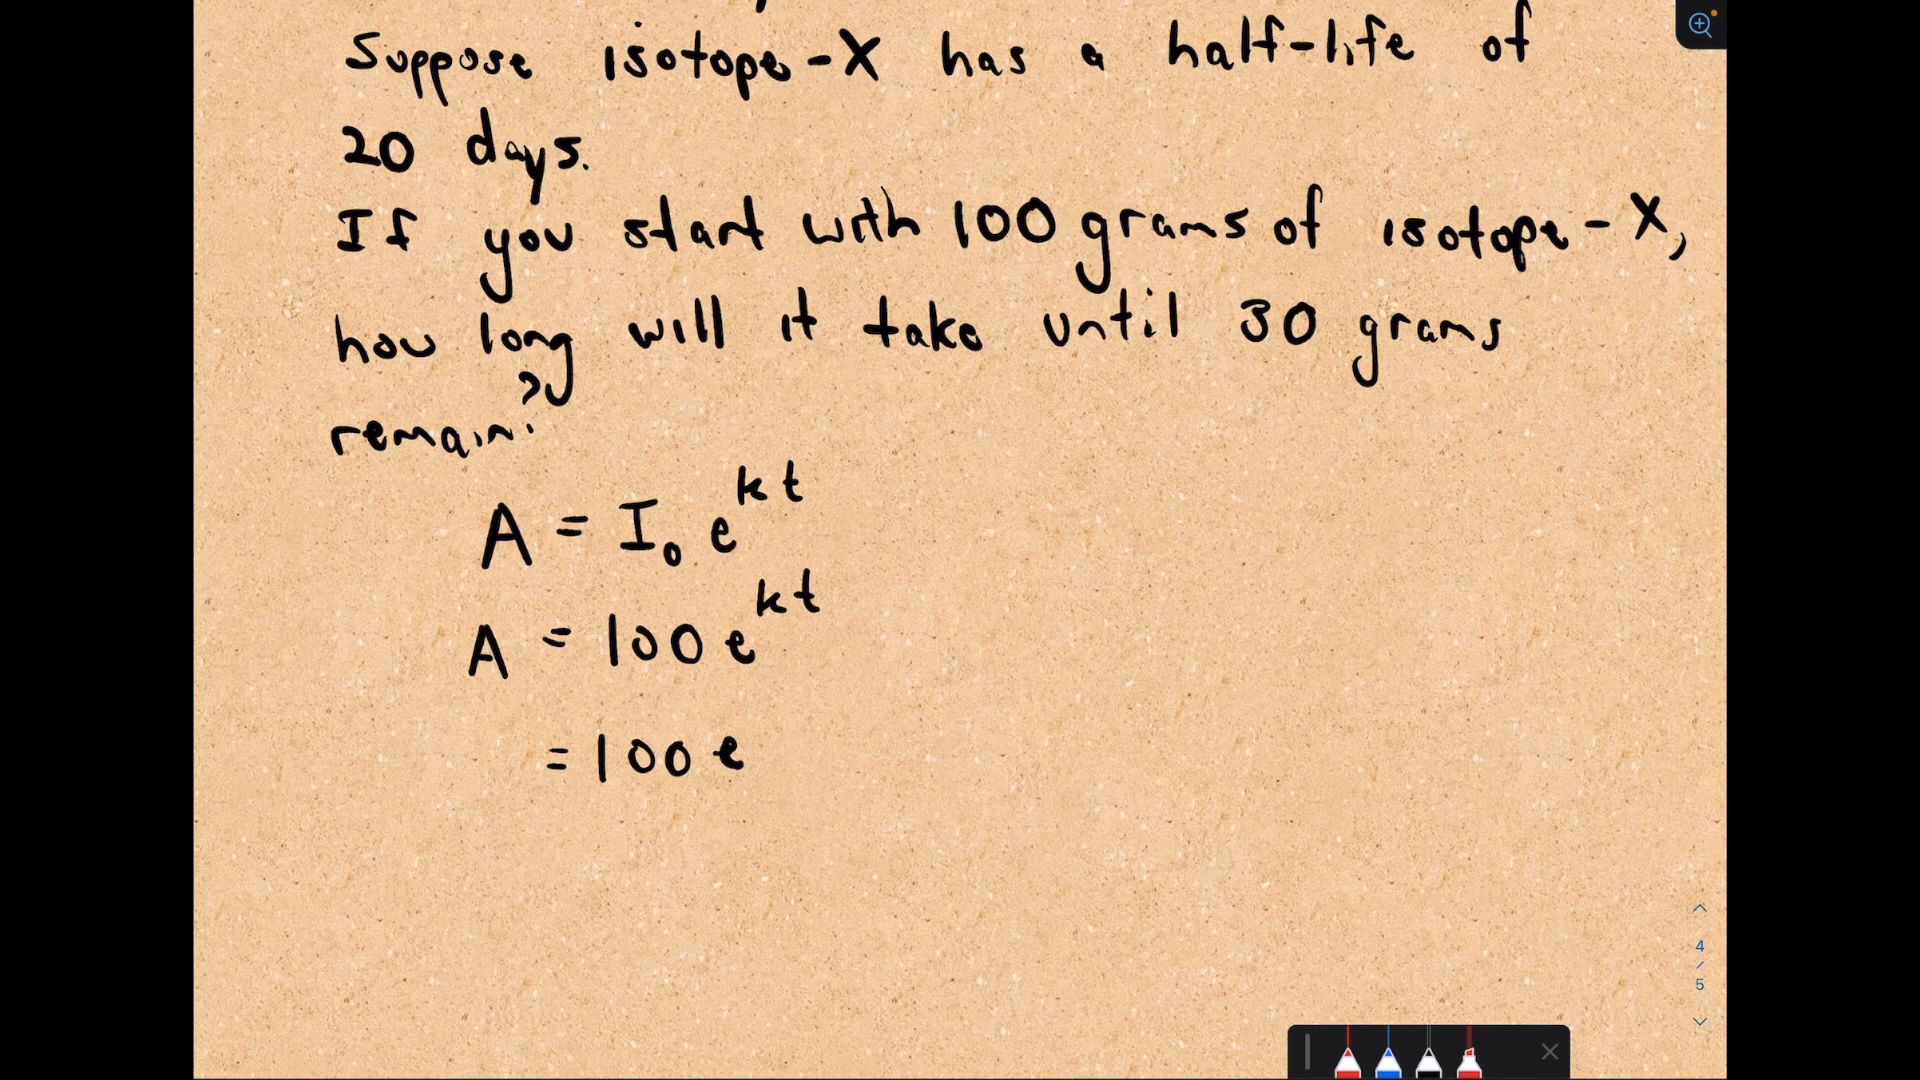 Suppose isotope-X has a half-life of
20 days.
If you start with 100 grams of isotope-X,
how long will it take until 30 grams
remain?
A = I₀ e^kt
A = 100 e^kt
= 100 e
4
/
5